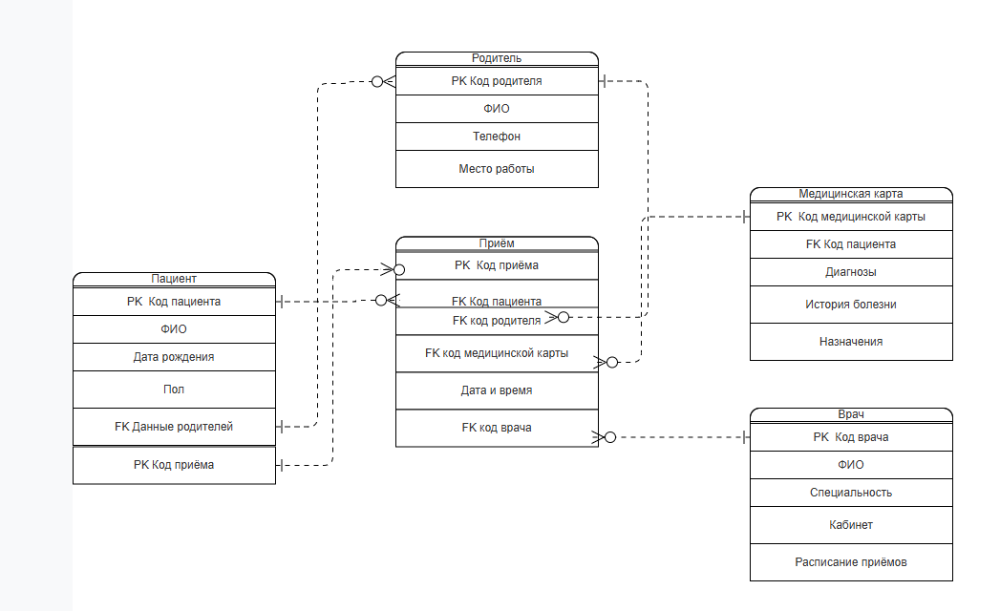 Родитель
PK Код родителя
ФИО
Телефон
Место работы
Приём
PK Код приёма
FK Код пациента
FK код родителя
FK код медицинской карты
Дата и время
FK код врача
Пациент
PK Код пациента
ФИО
Дата рождения
Пол
FK Данные родителей
PK Код приёма
Медицинская карта
PK Код медицинской карты
FK Код пациента
Диагнозы
История болезни
Назначения
Врач
PK Код врача
ФИО
Специальность
Кабинет
Расписание приёмов